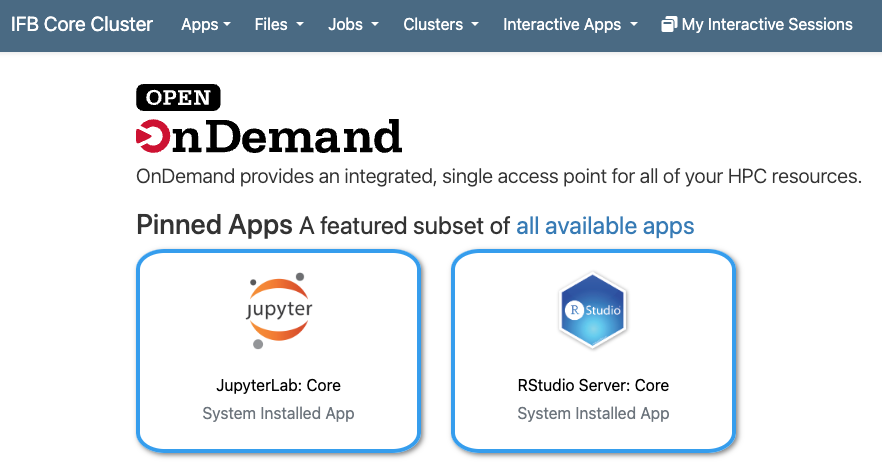 IFB Core Cluster Apps Files Jobs Clusters Interactive Apps My Interactive Sessions
OPEN
OnDemand
OnDemand provides an integrated, single access point for all of your HPC resources.
Pinned Apps A featured subset of all available apps
jupyter
R Studio
JupyterLab: Core
RStudio Server: Core
System Installed App
System Installed App